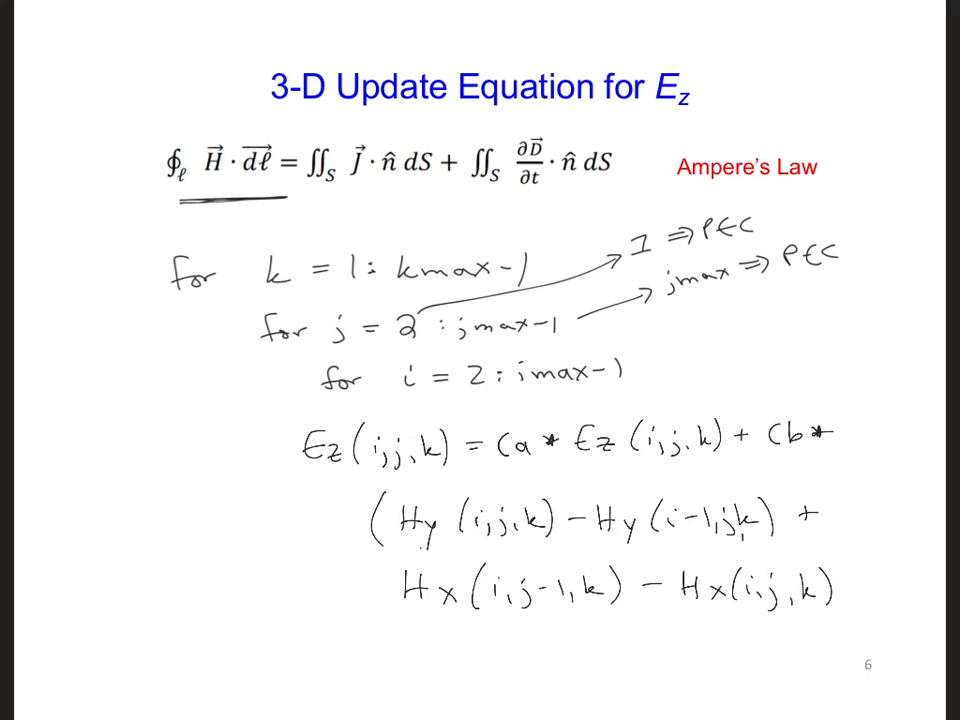 3-D Update Equation for Ez
∮ℓ H⃗ · dℓ⃗ = ∬S J⃗ · n̂ dS + ∬S ∂D⃗/∂t · n̂ dS
Ampere's Law
for k = 1 : kmax-1
1 ⇒ PEC
for j = 2 : jmax-1
jmax ⇒ PEC
for i = 2 : imax-1
Ez(i,j,k) = Ca * Ez(i,j,k) + Cb *
(Hy(i,j,k) - Hy(i-1,j,k) +
Hx(i,j-1,k) - Hx(i,j,k)
6